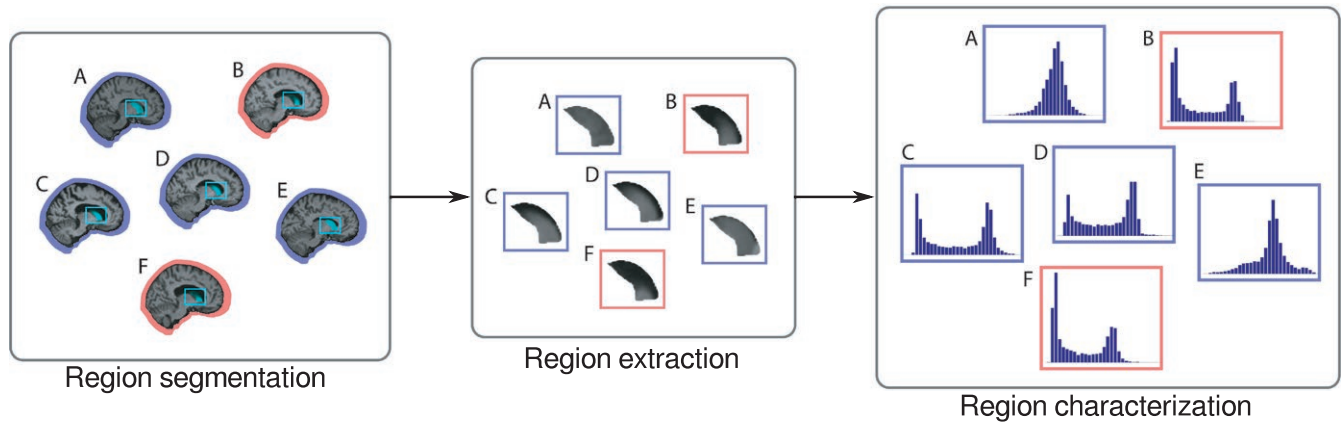 A
B
D
C
E
F
Region segmentation
A
B
D
C
E
F
Region extraction
A
B
C
D
E
F
Region characterization